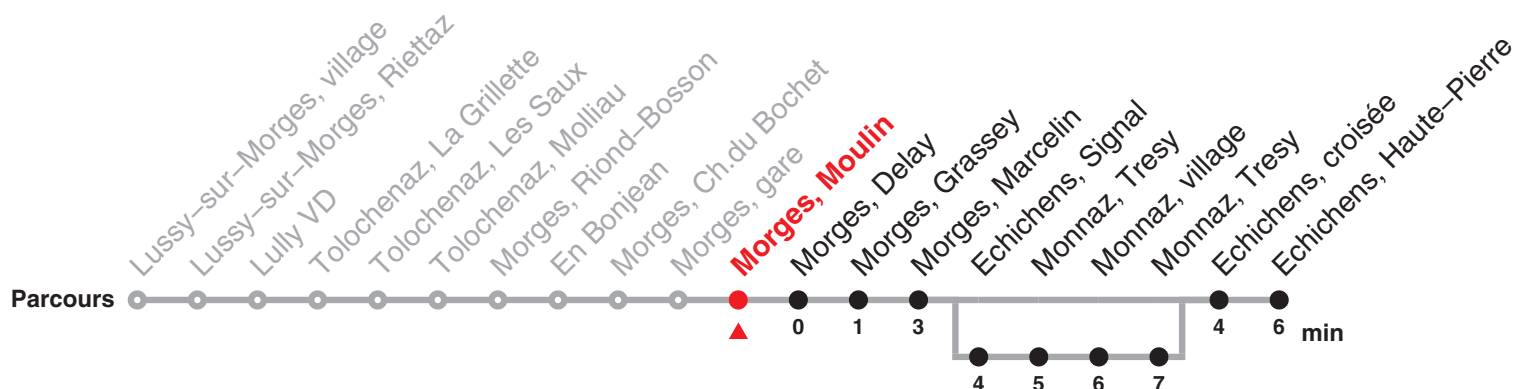 Lussy–sur–Morges, village
Lussy–sur–Morges, Riettaz
Lully VD
Tolochenaz, La Grillette
Tolochenaz, Les Saux
Tolochenaz, Molliau
Morges, Riond–Bosson
En Bonjean
Morges, Ch.du Bochet
Morges, gare
Morges, Moulin
Morges, Delay
Morges, Grassey
Morges, Marcelin
Echichens, Signal
Monnaz, Tresy
Monnaz, village
Monnaz, Tresy
Echichens, croisée
Echichens, Haute–Pierre
Parcours
0 1 3 4 6 min
4 5 6 7